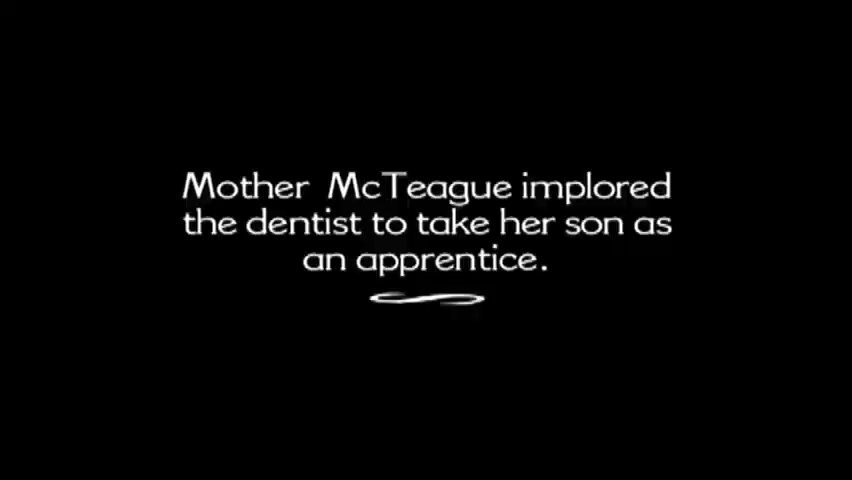 Mother McTeague implored
the dentist to take her son as
an apprentice.